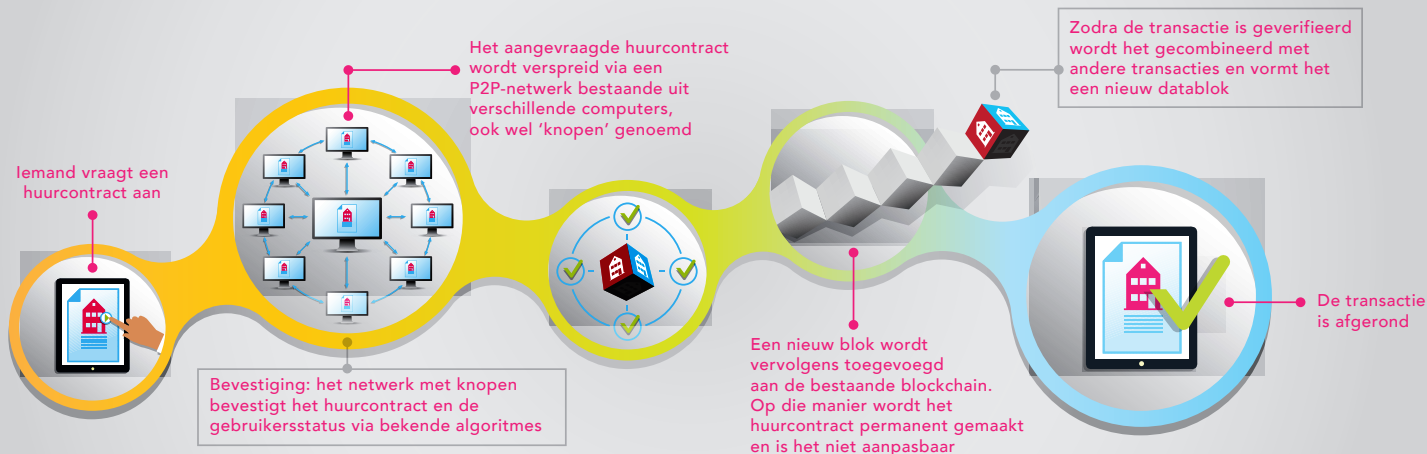 Iemand vraagt een
huurcontract aan
Het aangevraagde huurcontract
wordt verspreid via een
P2P-netwerk bestaande uit
verschillende computers,
ook wel ‘knopen’ genoemd
Bevestiging: het netwerk met knopen
bevestigt het huurcontract en de
gebruikersstatus via bekende algoritmes
Zodra de transactie is geverifieerd
wordt het gecombineerd met
andere transacties en vormt het
een nieuw datablok
Een nieuw blok wordt
vervolgens toegevoegd
aan de bestaande blockchain.
Op die manier wordt het
huurcontract permanent gemaakt
en is het niet aanpasbaar
De transactie
is afgerond